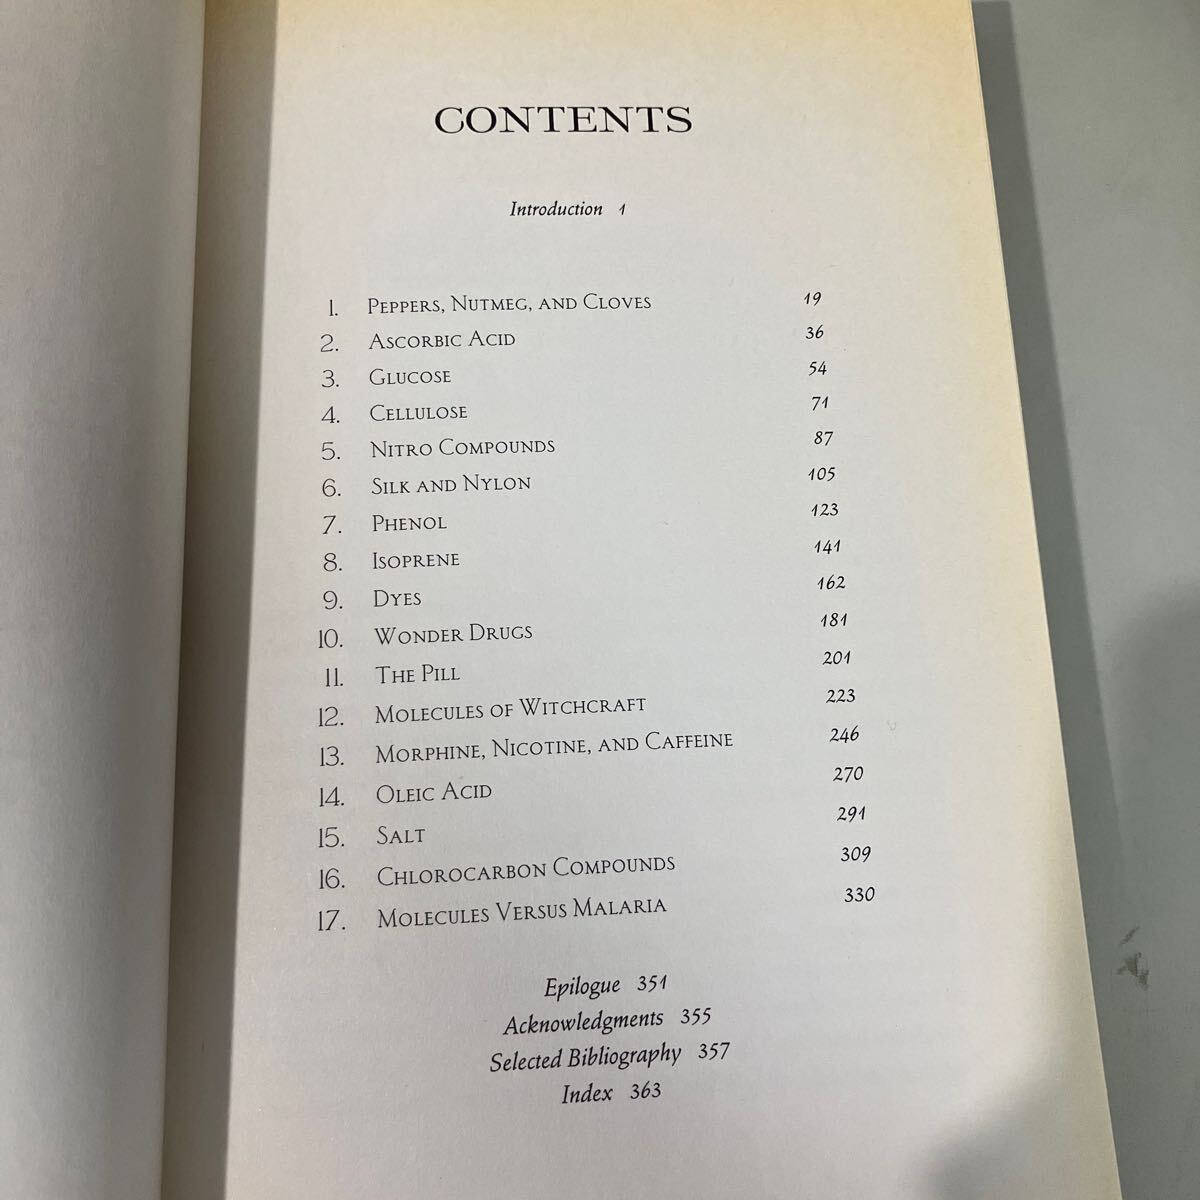 CONTENTS
Introduction 1
1. Peppers, Nutmeg, and Cloves 19
2. Ascorbic Acid 36
3. Glucose 54
4. Cellulose 71
5. Nitro Compounds 87
6. Silk and Nylon 105
7. Phenol 123
8. Isoprene 141
9. Dyes 162
10. Wonder Drugs 181
11. The Pill 201
12. Molecules of Witchcraft 223
13. Morphine, Nicotine, and Caffeine 246
14. Oleic Acid 270
15. Salt 291
16. Chlorocarbon Compounds 309
17. Molecules Versus Malaria 330
Epilogue 351
Acknowledgments 355
Selected Bibliography 357
Index 363